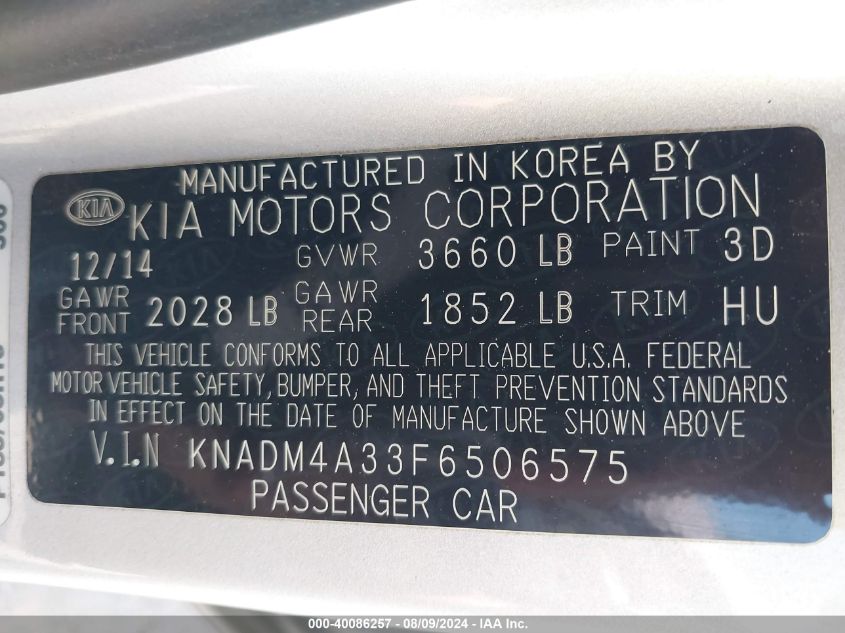 MANUFACTURED IN KOREA BY
KIA KIA MOTORS CORPORATION
12/14 GVWR 3660 LB PAINT 3D
GAWR FRONT 2028 LB GAWR REAR 1852 LB TRIM HU
THIS VEHICLE CONFORMS TO ALL APPLICABLE U.S.A. FEDERAL
MOTOR VEHICLE SAFETY, BUMPER, AND THEFT PREVENTION STANDARDS
IN EFFECT ON THE DATE OF MANUFACTURE SHOWN ABOVE
V.I.N KNADM4A33F6506575
PASSENGER CAR
000-40086257 - 08/09/2024 - IAA Inc.